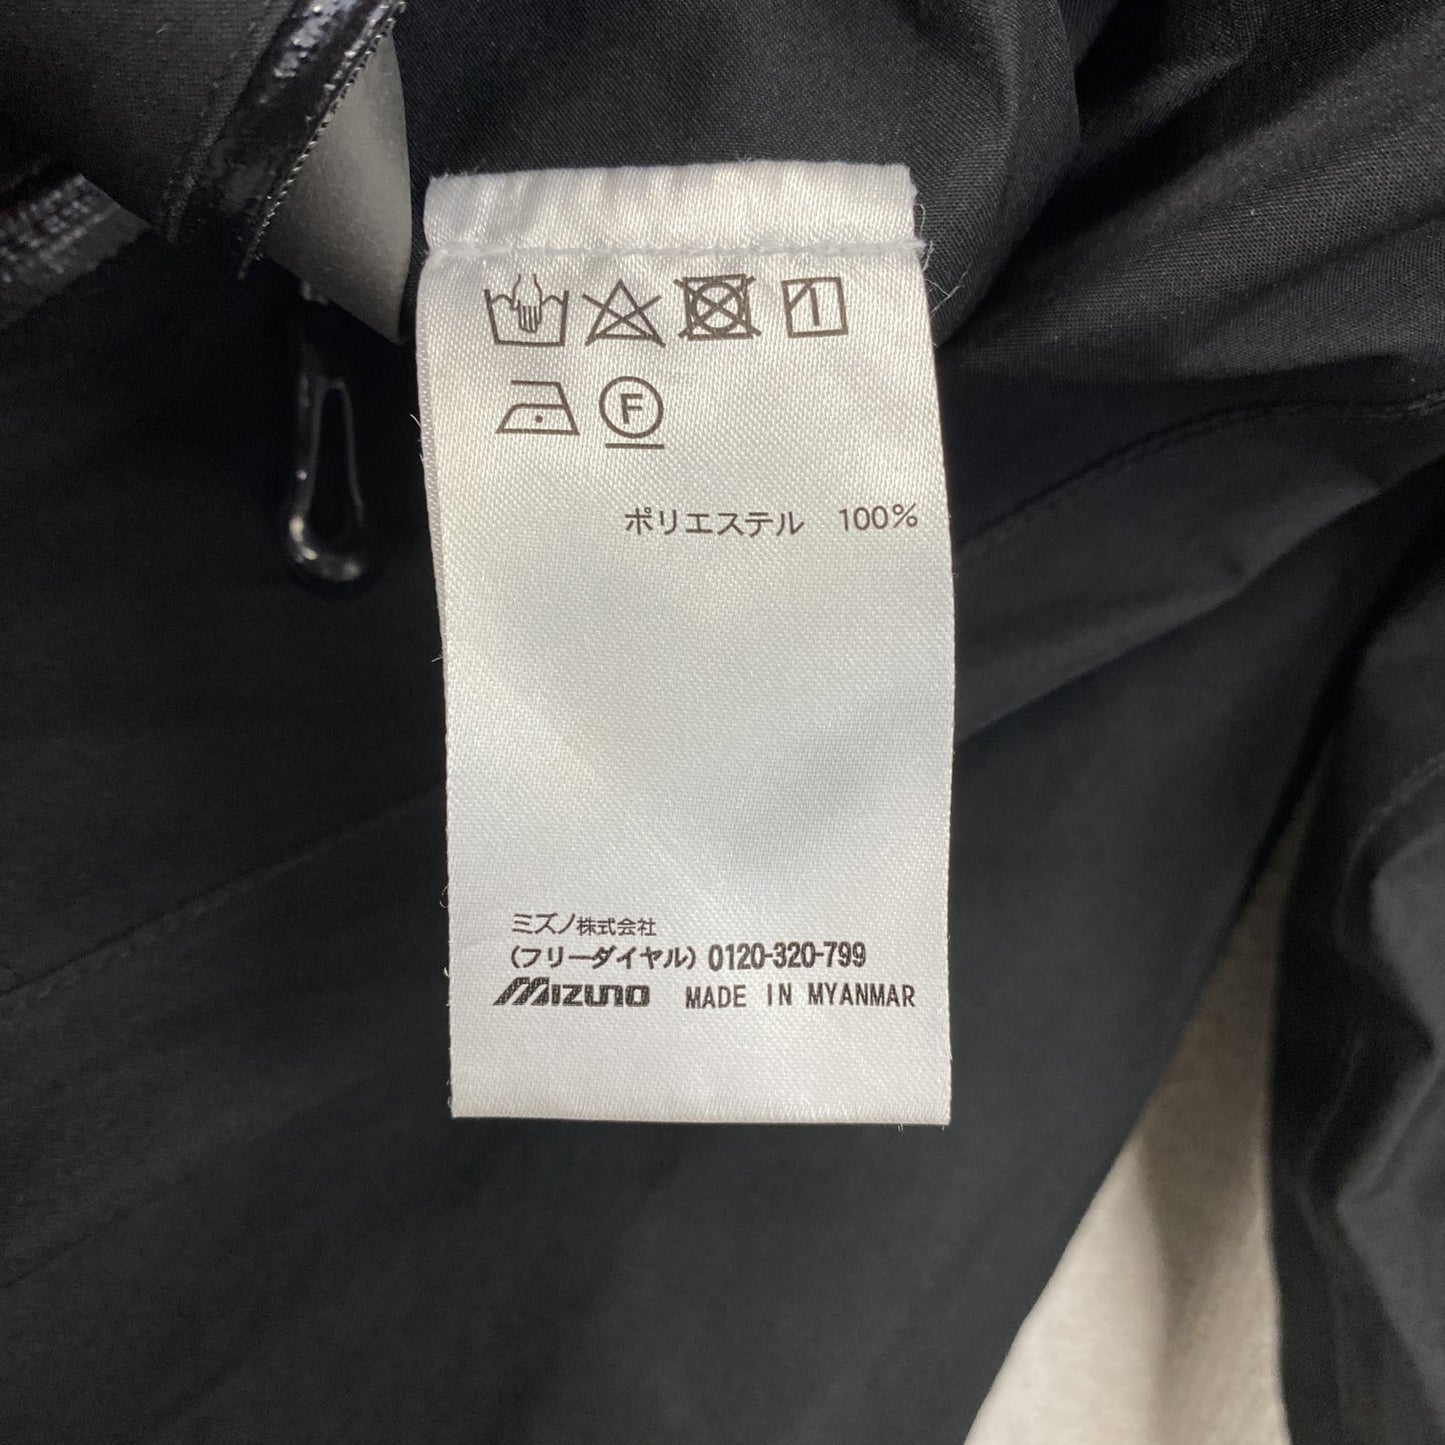 F
ポリエステル 100%
ミズノ株式会社
(フリーダイヤル) 0120-320-799
MIZUNO MADE IN MYANMAR